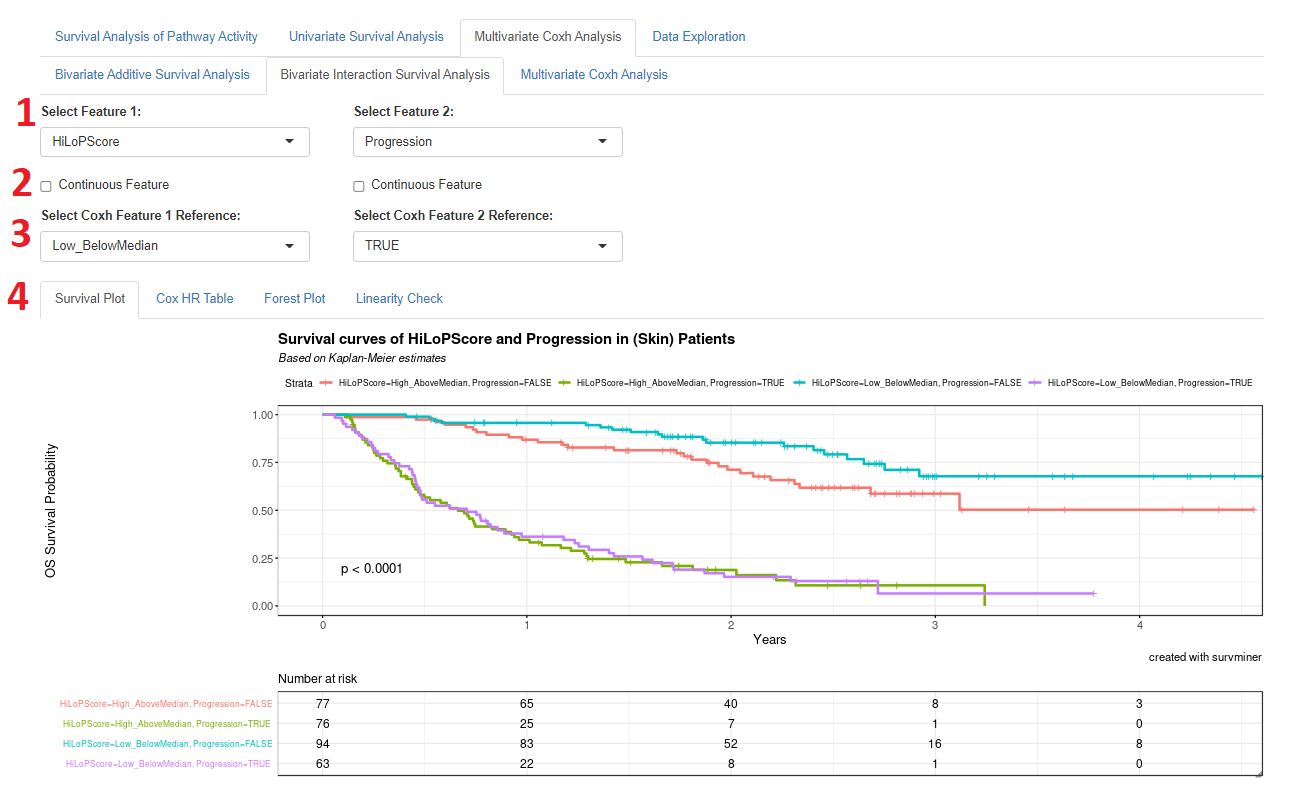 Survival Analysis of Pathway Activity Univariate Survival Analysis Multivariate Coxh Analysis Data Exploration
Bivariate Additive Survival Analysis Bivariate Interaction Survival Analysis Multivariate Coxh Analysis
1 Select Feature 1: Select Feature 2:
HiLoPScore Progression
2 Continuous Feature Continuous Feature
Select Coxh Feature 1 Reference: Select Coxh Feature 2 Reference:
3 Low_BelowMedian TRUE
4 Survival Plot Cox HR Table Forest Plot Linearity Check
Survival curves of HiLoPScore and Progression in (Skin) Patients
Based on Kaplan-Meier estimates
Strata HiLoPScore=High_AboveMedian, Progression=FALSE HiLoPScore=High_AboveMedian, Progression=TRUE HiLoPScore=Low_BelowMedian, Progression=FALSE HiLoPScore=Low_BelowMedian, Progression=TRUE
OS Survival Probability
1.00
0.75
0.50
0.25
0.00
p < 0.0001
0 1 2 3 4
Years
created with survminer
Number at risk
HiLoPScore=High_AboveMedian, Progression=FALSE 77 65 40 8 3
HiLoPScore=High_AboveMedian, Progression=TRUE 76 25 7 1 0
HiLoPScore=Low_BelowMedian, Progression=FALSE 94 83 52 16 8
HiLoPScore=Low_BelowMedian, Progression=TRUE 63 22 8 1 0